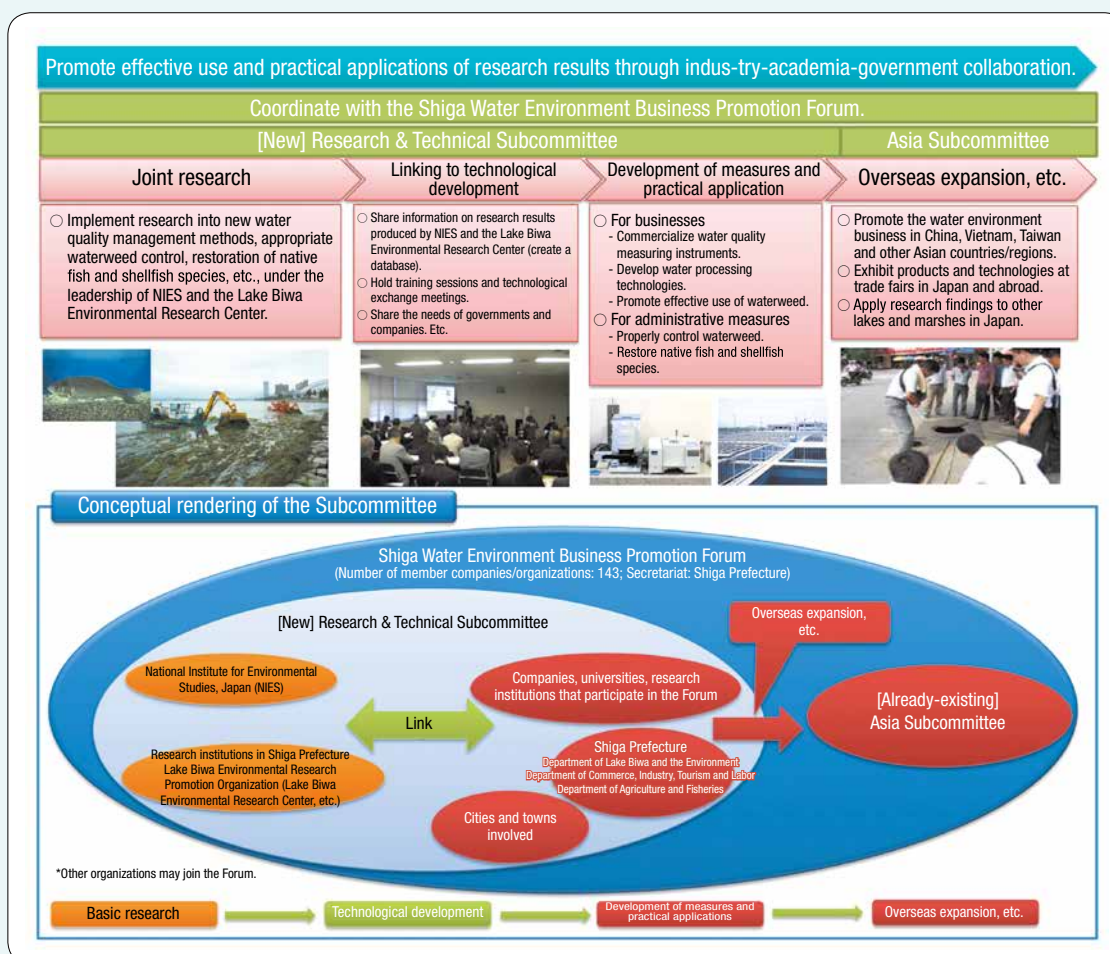 Promote effective use and practical applications of research results through indus-try-academia-government collaboration.
Coordinate with the Shiga Water Environment Business Promotion Forum.
[New] Research & Technical Subcommittee
Asia Subcommittee
Joint research
Linking to technological
development
Development of measures and
practical application
Overseas expansion, etc.
○ Implement research into new water
quality management methods, appropriate
waterweed control, restoration of native
fish and shellfish species, etc., under the
leadership of NIES and the Lake Biwa
Environmental Research Center.
○ Share information on research results
produced by NIES and the Lake Biwa
Environmental Research Center (create a
database).
○ Hold training sessions and technological
exchange meetings.
○ Share the needs of governments and
companies. Etc.
○ For businesses
- Commercialize water quality
measuring instruments.
- Develop water processing
technologies.
- Promote effective use of waterweed.
○ For administrative measures
- Properly control waterweed.
- Restore native fish and shellfish
species.
○ Promote the water environment
business in China, Vietnam, Taiwan
and other Asian countries/regions.
○ Exhibit products and technologies at
trade fairs in Japan and abroad.
○ Apply research findings to other
lakes and marshes in Japan.
Conceptual rendering of the Subcommittee
Shiga Water Environment Business Promotion Forum
(Number of member companies/organizations: 143; Secretariat: Shiga Prefecture)
[New] Research & Technical Subcommittee
Overseas expansion,
etc.
National Institute for Environmental
Studies, Japan (NIES)
Companies, universities, research
institutions that participate in the Forum
[Already-existing]
Asia Subcommittee
Link
Research institutions in Shiga Prefecture
Lake Biwa Environmental Research
Promotion Organization (Lake Biwa
Environmental Research Center, etc.)
Shiga Prefecture
Department of Lake Biwa and the Environment
Department of Commerce, Industry, Tourism and Labor
Department of Agriculture and Fisheries
Cities and towns
involved
*Other organizations may join the Forum.
Basic research
Technological development
Development of measures and
practical applications
Overseas expansion, etc.